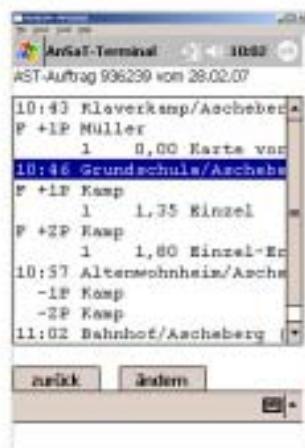 AnSaT-Terminal 10:02
AST-Auftrag 936239 vom 28.02.07
10:43 Klaverkamp/Ascheber
P +1P Müller
1 0,00 Karte vor
10:46 Grundschule/Aschebe
P +1P Kamp
1 1,35 Einzel
P +2P Kamp
1 1,80 Einzel-Er
10:57 Altenwohnheim/Asche
-1P Kamp
-2P Kamp
11:02 Bahnhof/Ascheberg (
zurück ändern